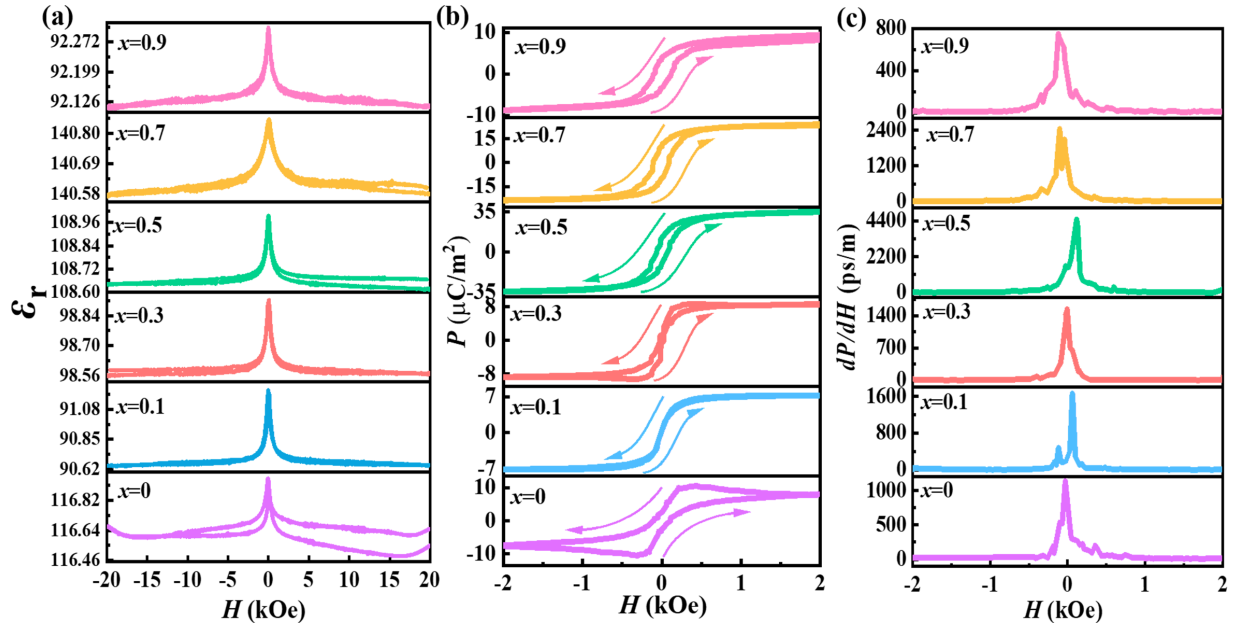 (a)
εr
92.272
92.199
92.126
x=0.9
140.80
140.69
140.58
x=0.7
108.96
108.84
108.72
108.60
x=0.5
98.84
98.70
98.56
x=0.3
91.08
90.85
90.62
x=0.1
116.82
116.64
116.46
x=0
-20 -15 -10 -5 0 5 10 15 20
H (kOe)
(b)
P (μC/m²)
10
0
-10
x=0.9
15
0
-15
x=0.7
35
0
-35
x=0.5
8
0
-8
x=0.3
7
0
-7
x=0.1
10
0
-10
x=0
-2 -1 0 1 2
H (kOe)
(c)
dP/dH (ps/m)
800
400
0
x=0.9
2400
1200
0
x=0.7
4400
2200
0
x=0.5
1400
700
0
x=0.3
1600
800
0
x=0.1
1000
500
0
x=0
-2 -1 0 1 2
H (kOe)